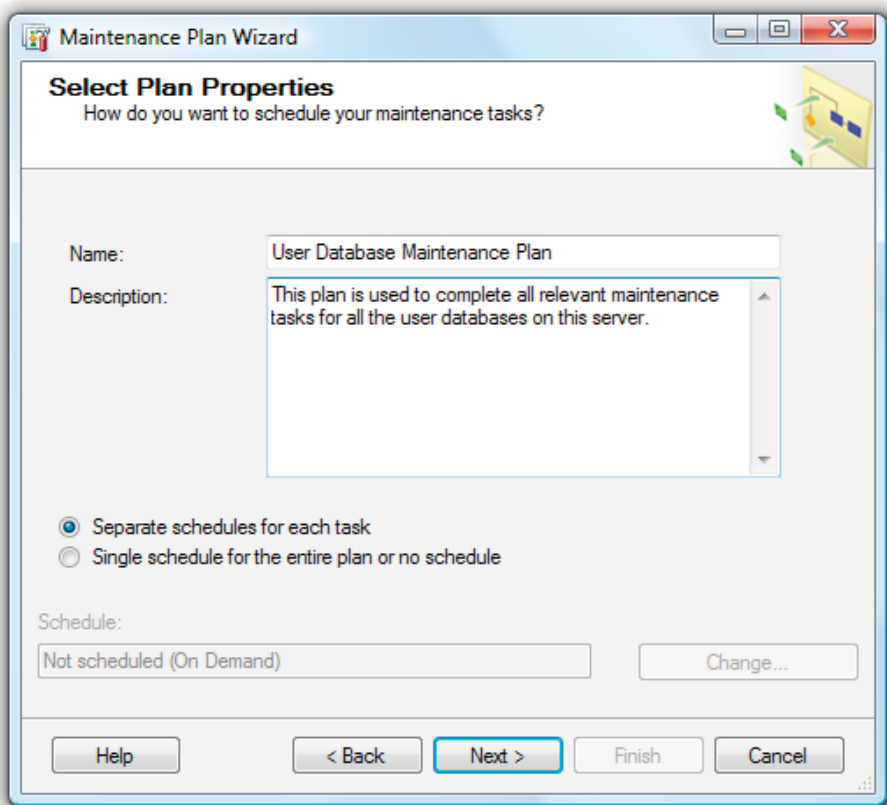 Maintenance Plan Wizard
Select Plan Properties
How do you want to schedule your maintenance tasks?
Name:
User Database Maintenance Plan
Description:
This plan is used to complete all relevant maintenance
tasks for all the user databases on this server.
Separate schedules for each task
Single schedule for the entire plan or no schedule
Schedule:
Not scheduled (On Demand)
Change...
Help
< Back
Next >
Finish
Cancel